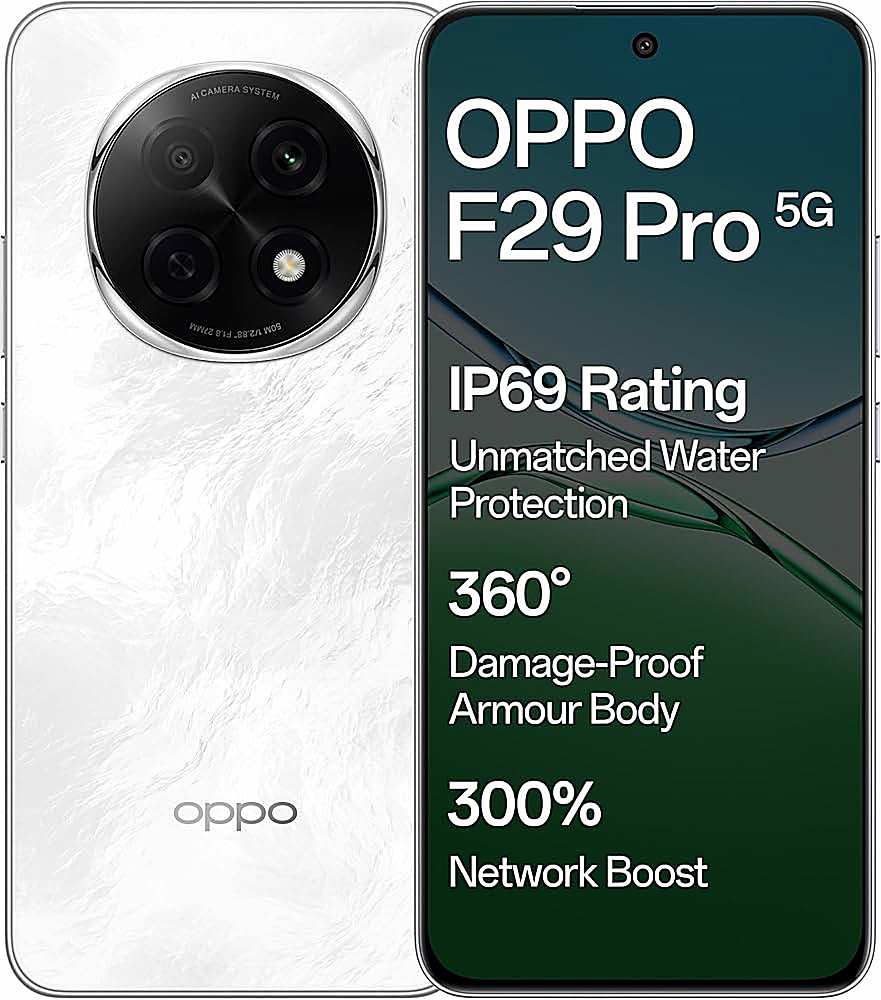 AI CAMERA SYSTEM
50M 1/2.88" F1.8 27MM
oppo
OPPO
F29 Pro 5G
IP69 Rating
Unmatched Water
Protection
360°
Damage-Proof
Armour Body
300%
Network Boost